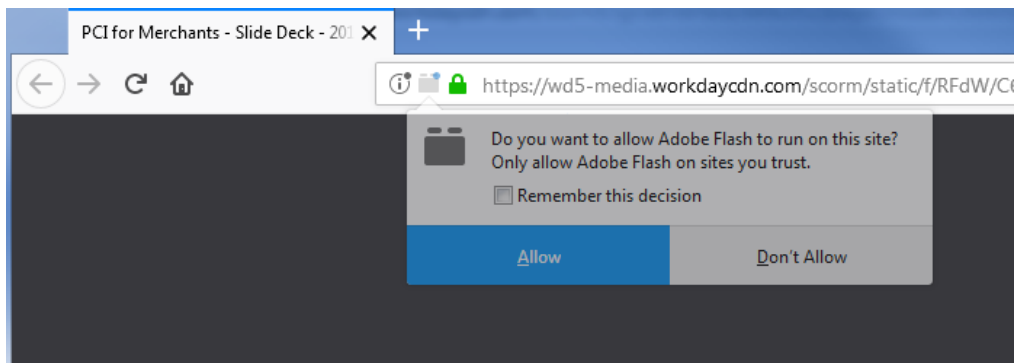 PCI for Merchants - Slide Deck - 201
https://wd5-media.workdaycdn.com/scorm/static/f/RFdW/C6
Do you want to allow Adobe Flash to run on this site?
Only allow Adobe Flash on sites you trust.
Remember this decision
Allow
Don't Allow